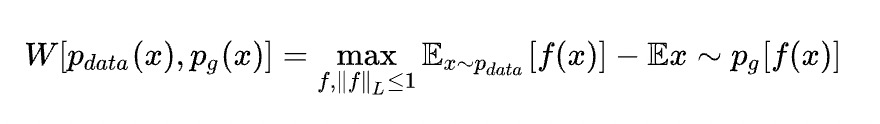 W[p_{data}(x), p_g(x)] = \max_{f, \|f\|_L \leq 1} \mathbb{E}_{x \sim p_{data}}[f(x)] - \mathbb{E}x \sim p_g[f(x)]